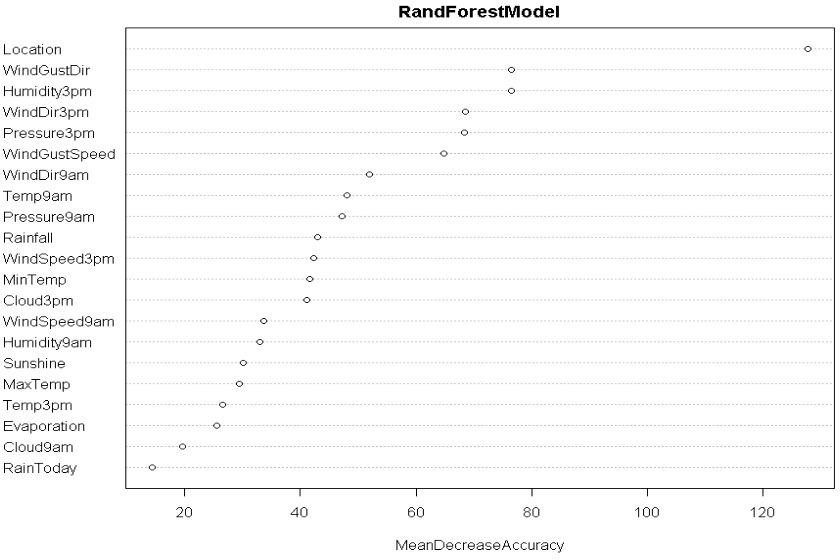 RandForestModel
Location
WindGustDir
Humidity3pm
WindDir3pm
Pressure3pm
WindGustSpeed
WindDir9am
Temp9am
Pressure9am
Rainfall
WindSpeed3pm
MinTemp
Cloud3pm
WindSpeed9am
Humidity9am
Sunshine
MaxTemp
Temp3pm
Evaporation
Cloud9am
RainToday
20 40 60 80 100 120
MeanDecreaseAccuracy